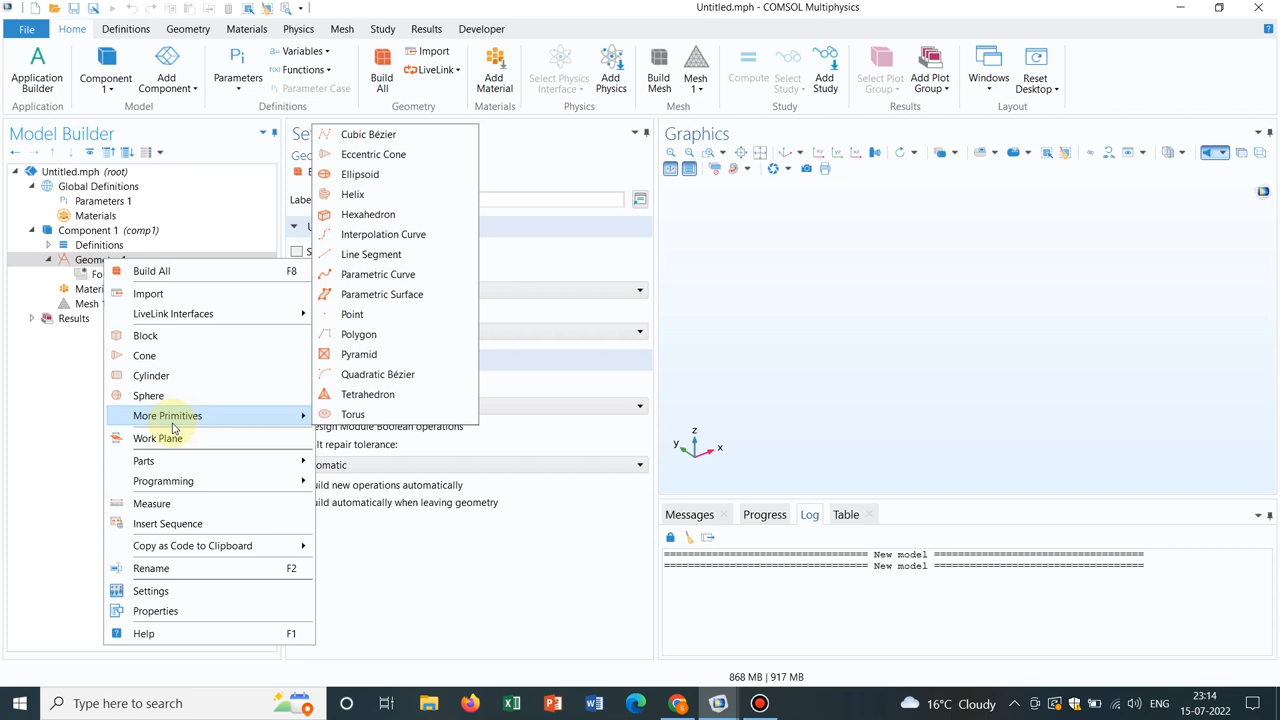 Untitled.mph - COMSOL Multiphysics
File Home Definitions Geometry Materials Physics Mesh Study Results Developer
Application Builder
Component 1
Add Component
Parameters
a= Variables
f(x) Functions
Pi Parameter Case
Build All
Import
LiveLink
Add Material
Select Physics Interface
Add Physics
Build Mesh
Mesh 1
Compute
Select Study
Add Study
Select Plot Group
Add Plot Group
Windows
Reset Desktop
Application Model Definitions Geometry Materials Physics Mesh Study Results Layout
Model Builder
Untitled.mph (root)
Global Definitions
Parameters 1
Materials
Component 1 (comp1)
Definitions
Geome
Fo
Materi
Mesh 1
Results
Build All F8
Import
LiveLink Interfaces
Block
Cone
Cylinder
Sphere
More Primitives
Work Plane
Parts
Programming
Measure
Insert Sequence
Copy as Code to Clipboard
Rename F2
Settings
Properties
Help F1
Se
Geo
Labe
Cubic Bézier
Eccentric Cone
Ellipsoid
Helix
Hexahedron
Interpolation Curve
Line Segment
Parametric Curve
Parametric Surface
Point
Polygon
Pyramid
Quadratic Bézier
Tetrahedron
Torus
esign Module Boolean operations
lt repair tolerance:
omatic
uild new operations automatically
uild automatically when leaving geometry
Graphics
z
y x
Messages Progress Log Table
=================================== New model ===================================
=================================== New model ===================================
868 MB | 917 MB
Type here to search
16°C Cloudy
ENG
23:14
15-07-2022